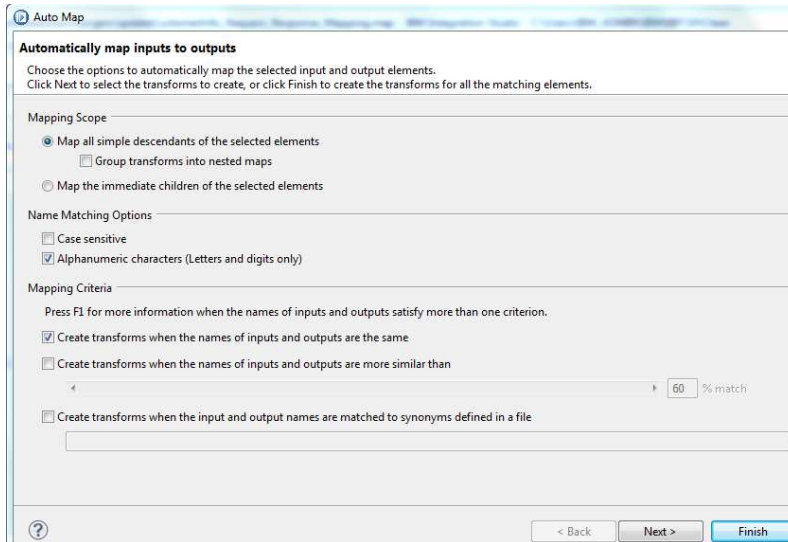 Auto Map
Automatically map inputs to outputs
Choose the options to automatically map the selected input and output elements.
Click Next to select the transforms to create, or click Finish to create the transforms for all the matching elements.
Mapping Scope
Map all simple descendants of the selected elements
Group transforms into nested maps
Map the immediate children of the selected elements
Name Matching Options
Case sensitive
Alphanumeric characters (Letters and digits only)
Mapping Criteria
Press F1 for more information when the names of inputs and outputs satisfy more than one criterion.
Create transforms when the names of inputs and outputs are the same
Create transforms when the names of inputs and outputs are more similar than
60 % match
Create transforms when the input and output names are matched to synonyms defined in a file
? < Back Next > Finish